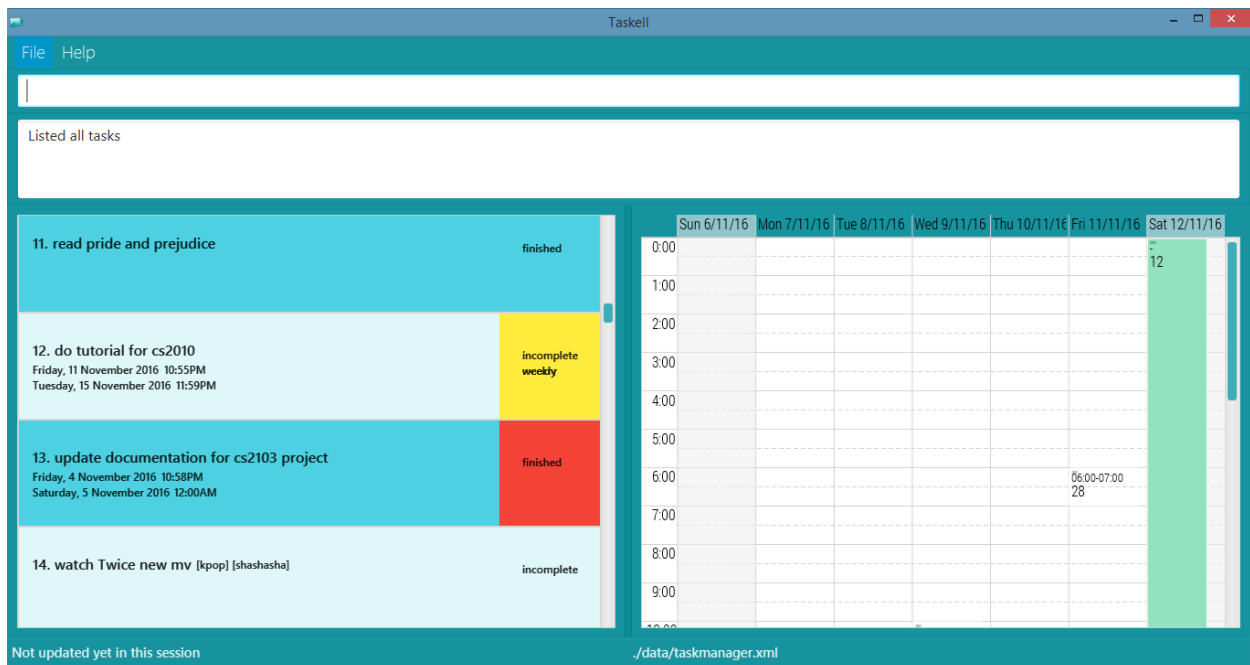 Taskell
File Help
Listed all tasks
11. read pride and prejudice
finished
12. do tutorial for cs2010
Friday, 11 November 2016 10:55PM
Tuesday, 15 November 2016 11:59PM
incomplete
weekly
13. update documentation for cs2103 project
Friday, 4 November 2016 10:58PM
Saturday, 5 November 2016 12:00AM
finished
14. watch Twice new mv [kpop] [shashasha]
incomplete
Sun 6/11/16 Mon 7/11/16 Tue 8/11/16 Wed 9/11/16 Thu 10/11/16 Fri 11/11/16 Sat 12/11/16
0:00
12
1:00
2:00
3:00
4:00
5:00
6:00
06:00-07:00
28
7:00
8:00
9:00
Not updated yet in this session
./data/taskmanager.xml